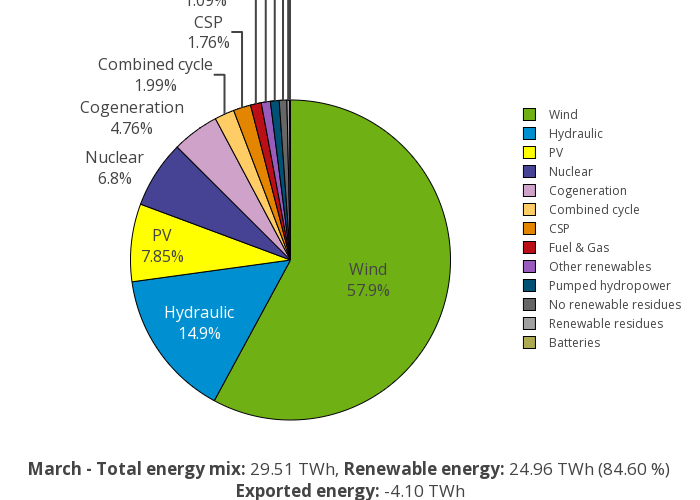 1.09%
CSP
1.76%
Combined cycle
1.99%
Cogeneration
4.76%
Nuclear
6.8%
PV
7.85%
Hydraulic
14.9%
Wind
57.9%
Wind
Hydraulic
PV
Nuclear
Cogeneration
Combined cycle
CSP
Fuel & Gas
Other renewables
Pumped hydropower
No renewable residues
Renewable residues
Batteries
March - Total energy mix: 29.51 TWh, Renewable energy: 24.96 TWh (84.60 %)
Exported energy: -4.10 TWh